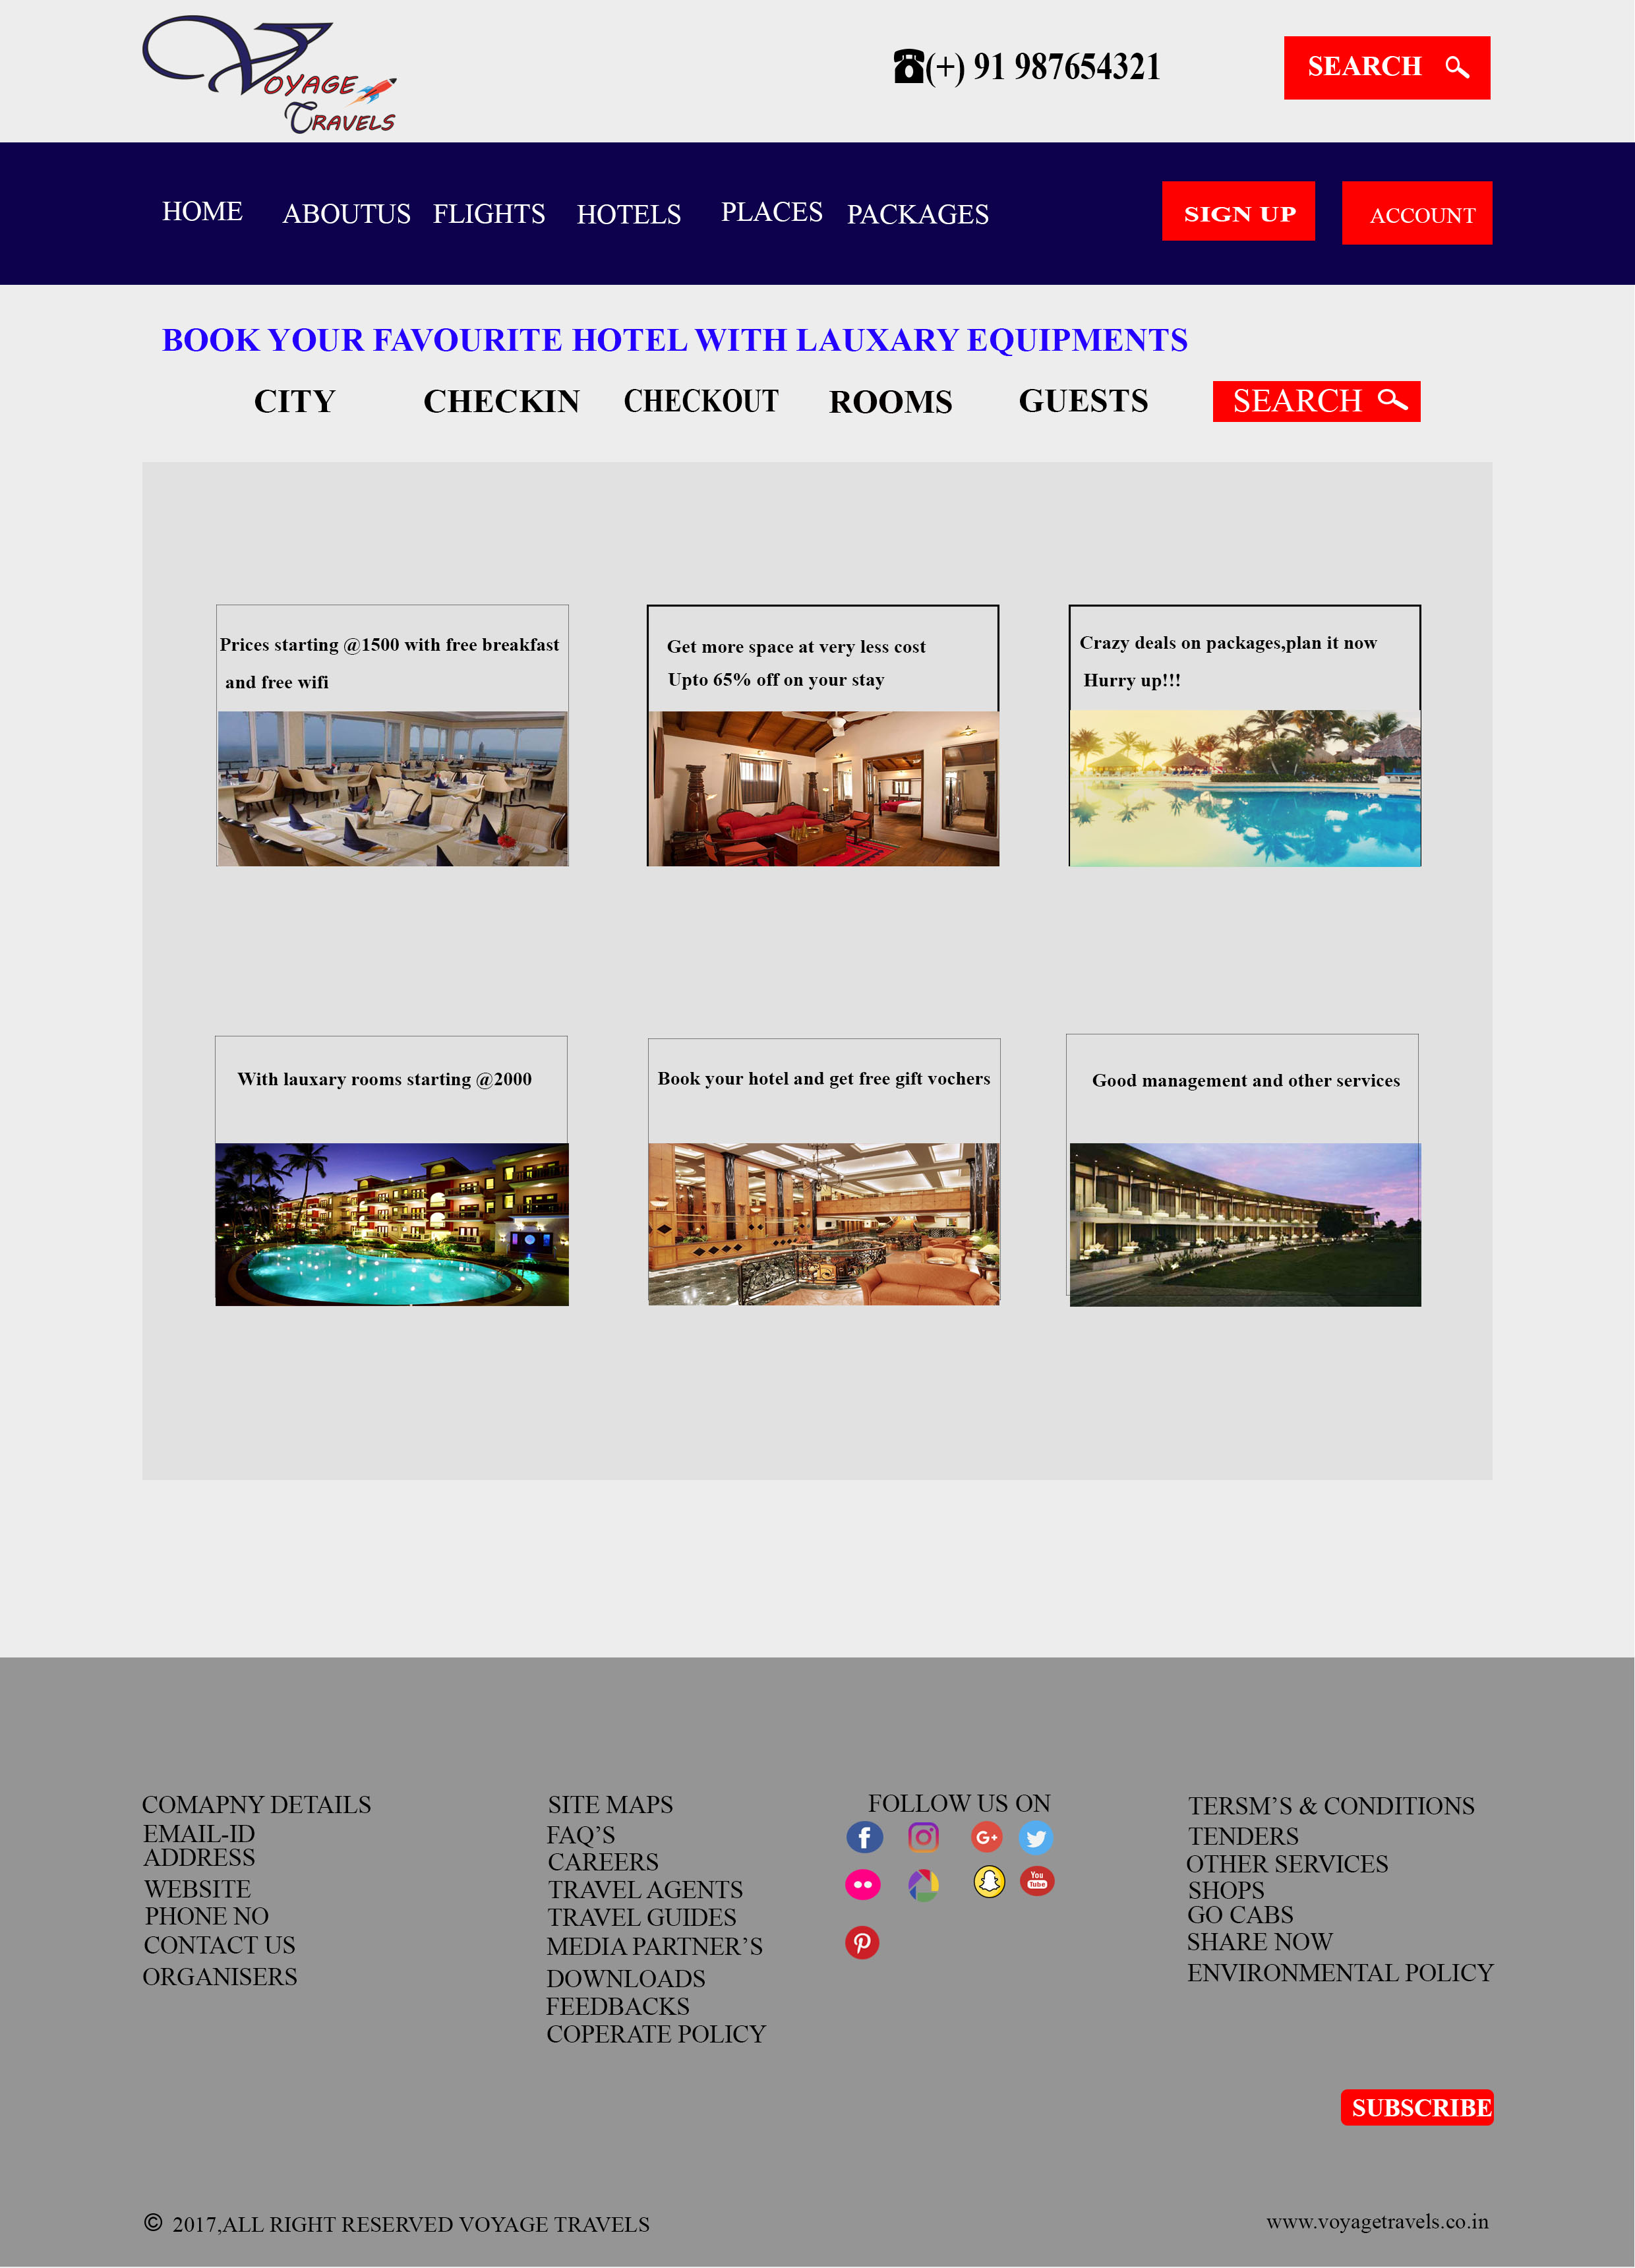 VOYAGE
TRAVELS
(+) 91 987654321
SEARCH
HOME ABOUTUS FLIGHTS HOTELS PLACES PACKAGES SIGN UP ACCOUNT
BOOK YOUR FAVOURITE HOTEL WITH LAUXARY EQUIPMENTS
CITY CHECKIN CHECKOUT ROOMS GUESTS SEARCH
Prices starting @1500 with free breakfast
and free wifi
Get more space at very less cost
Upto 65% off on your stay
Crazy deals on packages,plan it now
Hurry up!!!
With lauxary rooms starting @2000
Book your hotel and get free gift vochers
Good management and other services
COMAPNY DETAILS
EMAIL-ID
ADDRESS
WEBSITE
PHONE NO
CONTACT US
ORGANISERS
SITE MAPS
FAQ’S
CAREERS
TRAVEL AGENTS
TRAVEL GUIDES
MEDIA PARTNER’S
DOWNLOADS
FEEDBACKS
COPERATE POLICY
FOLLOW US ON
f G+
You
Tube
TERSM’S & CONDITIONS
TENDERS
OTHER SERVICES
SHOPS
GO CABS
SHARE NOW
ENVIRONMENTAL POLICY
SUBSCRIBE
© 2017,ALL RIGHT RESERVED VOYAGE TRAVELS
www.voyagetravels.co.in